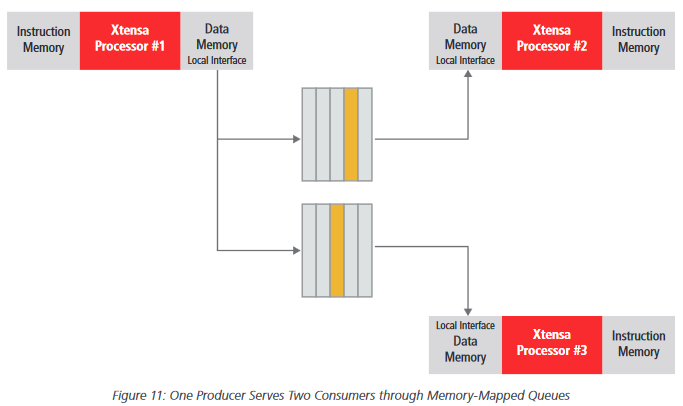 Instruction
Memory
Xtensa
Processor #1
Data
Memory
Local Interface
Data
Memory
Local Interface
Xtensa
Processor #2
Instruction
Memory
Local Interface
Data
Memory
Xtensa
Processor #3
Instruction
Memory
Figure 11: One Producer Serves Two Consumers through Memory-Mapped Queues